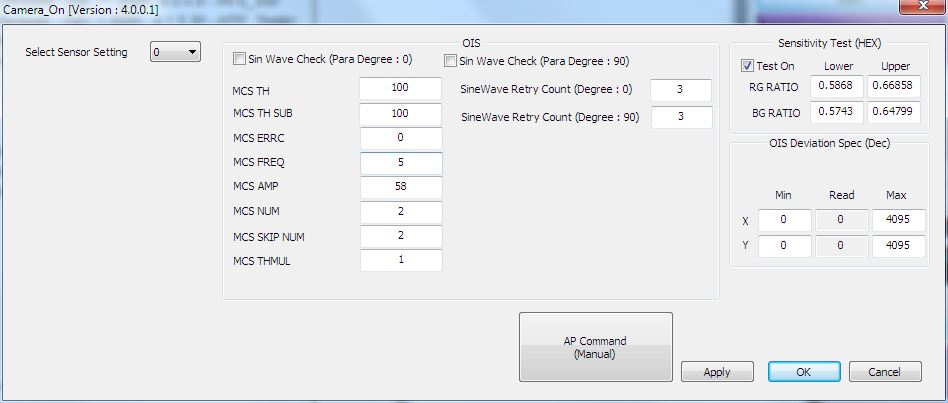 Camera_On [Version : 4.0.0.1]
Select Sensor Setting 0
OIS
Sin Wave Check (Para Degree : 0) Sin Wave Check (Para Degree : 90)
MCS TH 100 SineWave Retry Count (Degree : 0) 3
MCS TH SUB 100 SineWave Retry Count (Degree : 90) 3
MCS ERRC 0
MCS FREQ 5
MCS AMP 58
MCS NUM 2
MCS SKIP NUM 2
MCS THMUL 1
Sensitivity Test (HEX)
Test On Lower Upper
RG RATIO 0.5868 0.66858
BG RATIO 0.5743 0.64799
OIS Deviation Spec (Dec)
Min Read Max
X 0 0 4095
Y 0 0 4095
AP Command
(Manual)
Apply OK Cancel